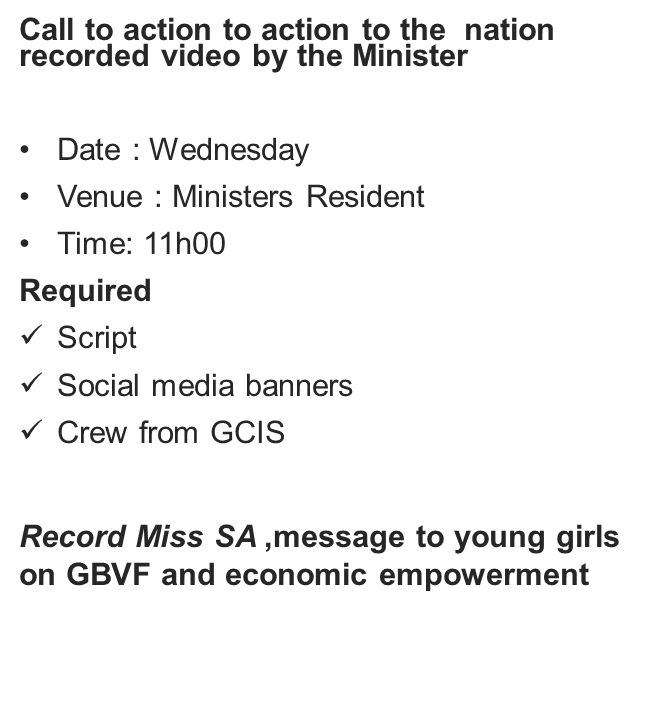 Call to action to action to the nation
recorded video by the Minister
• Date : Wednesday
• Venue : Ministers Resident
• Time: 11h00
Required
✓ Script
✓ Social media banners
✓ Crew from GCIS
Record Miss SA ,message to young girls
on GBVF and economic empowerment